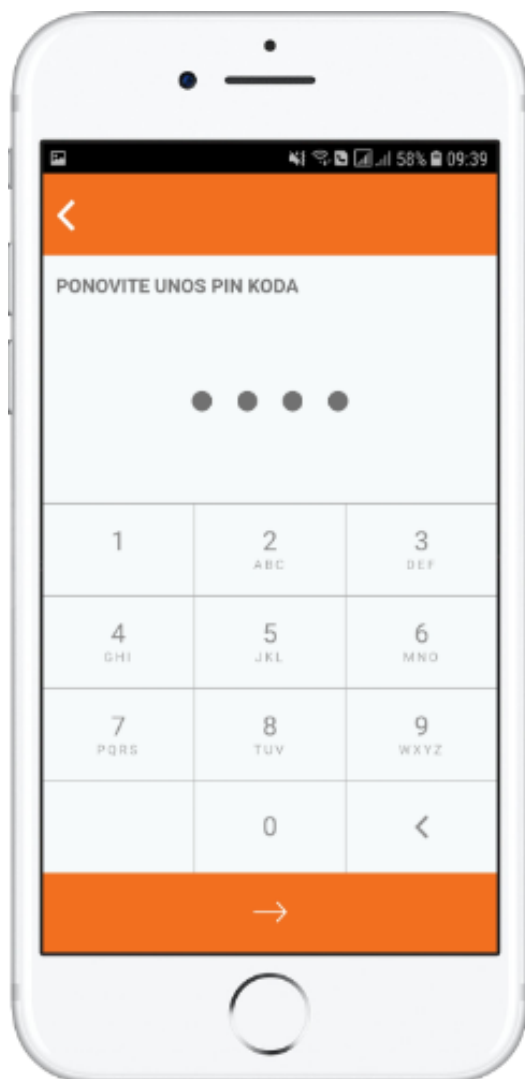 58% 09:39
PONOVITE UNOS PIN KODA
1 2 3
ABC DEF
4 5 6
GHI JKL MNO
7 8 9
PQRS TUV WXYZ
0